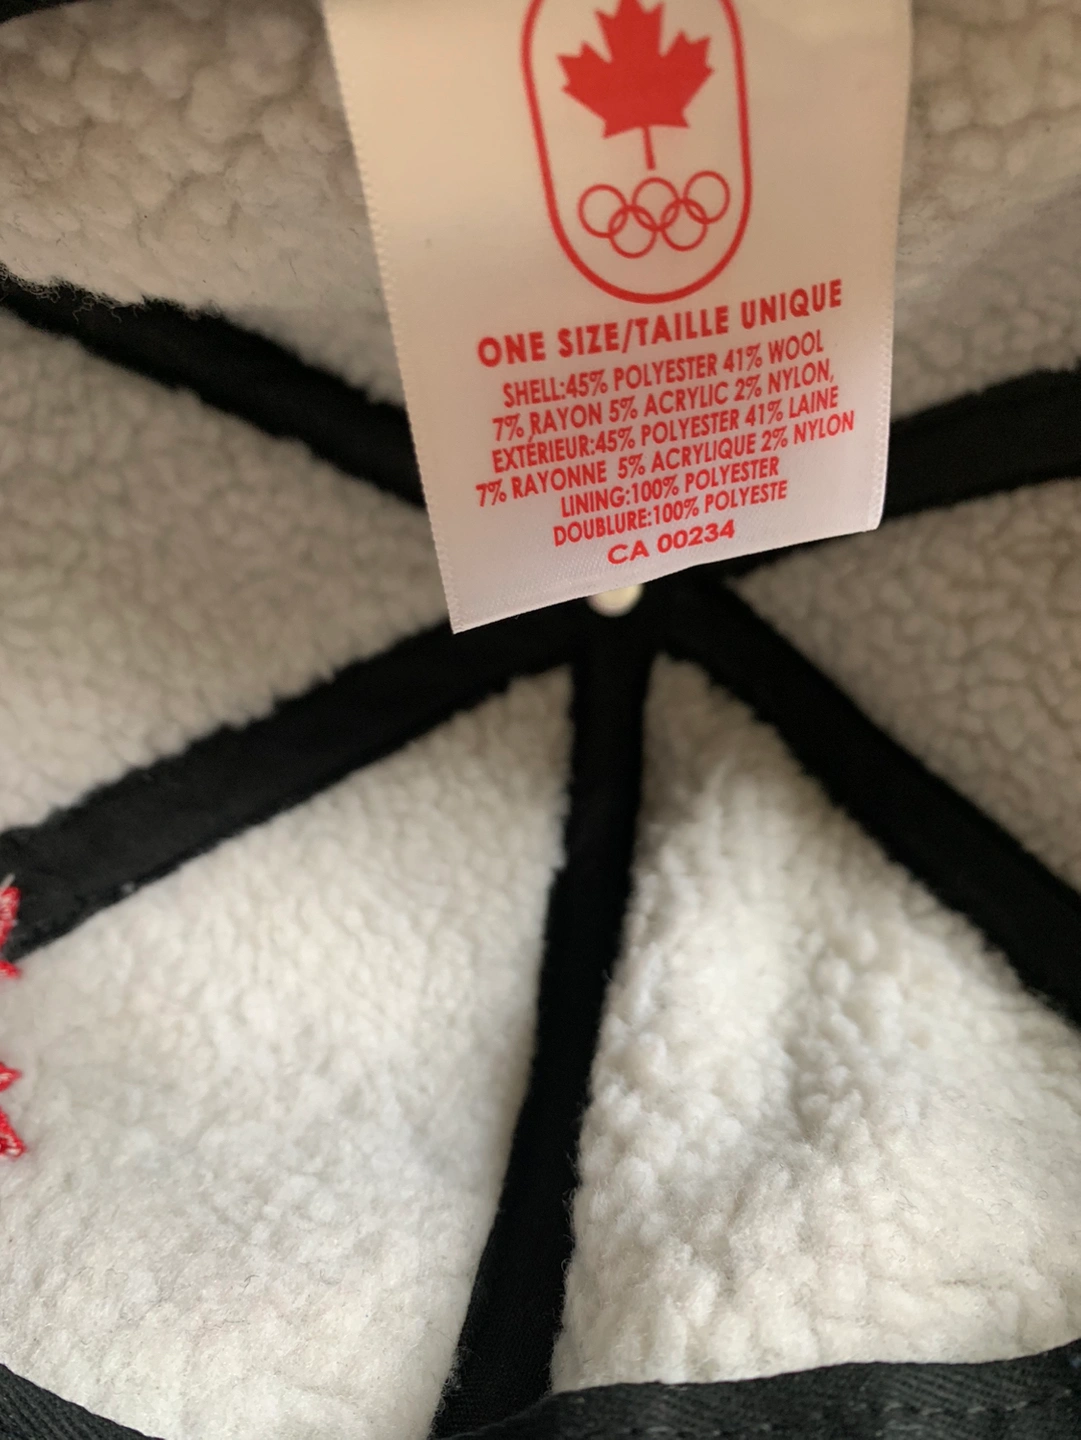 ONE SIZE/TAILLE UNIQUE
SHELL:45% POLYESTER 41% WOOL
7% RAYON 5% ACRYLIC 2% NYLON,
EXTÉRIEUR:45% POLYESTER 41% LAINE
7% RAYONNE 5% ACRYLIQUE 2% NYLON
LINING:100% POLYESTER
DOUBLURE:100% POLYESTE
CA 00234